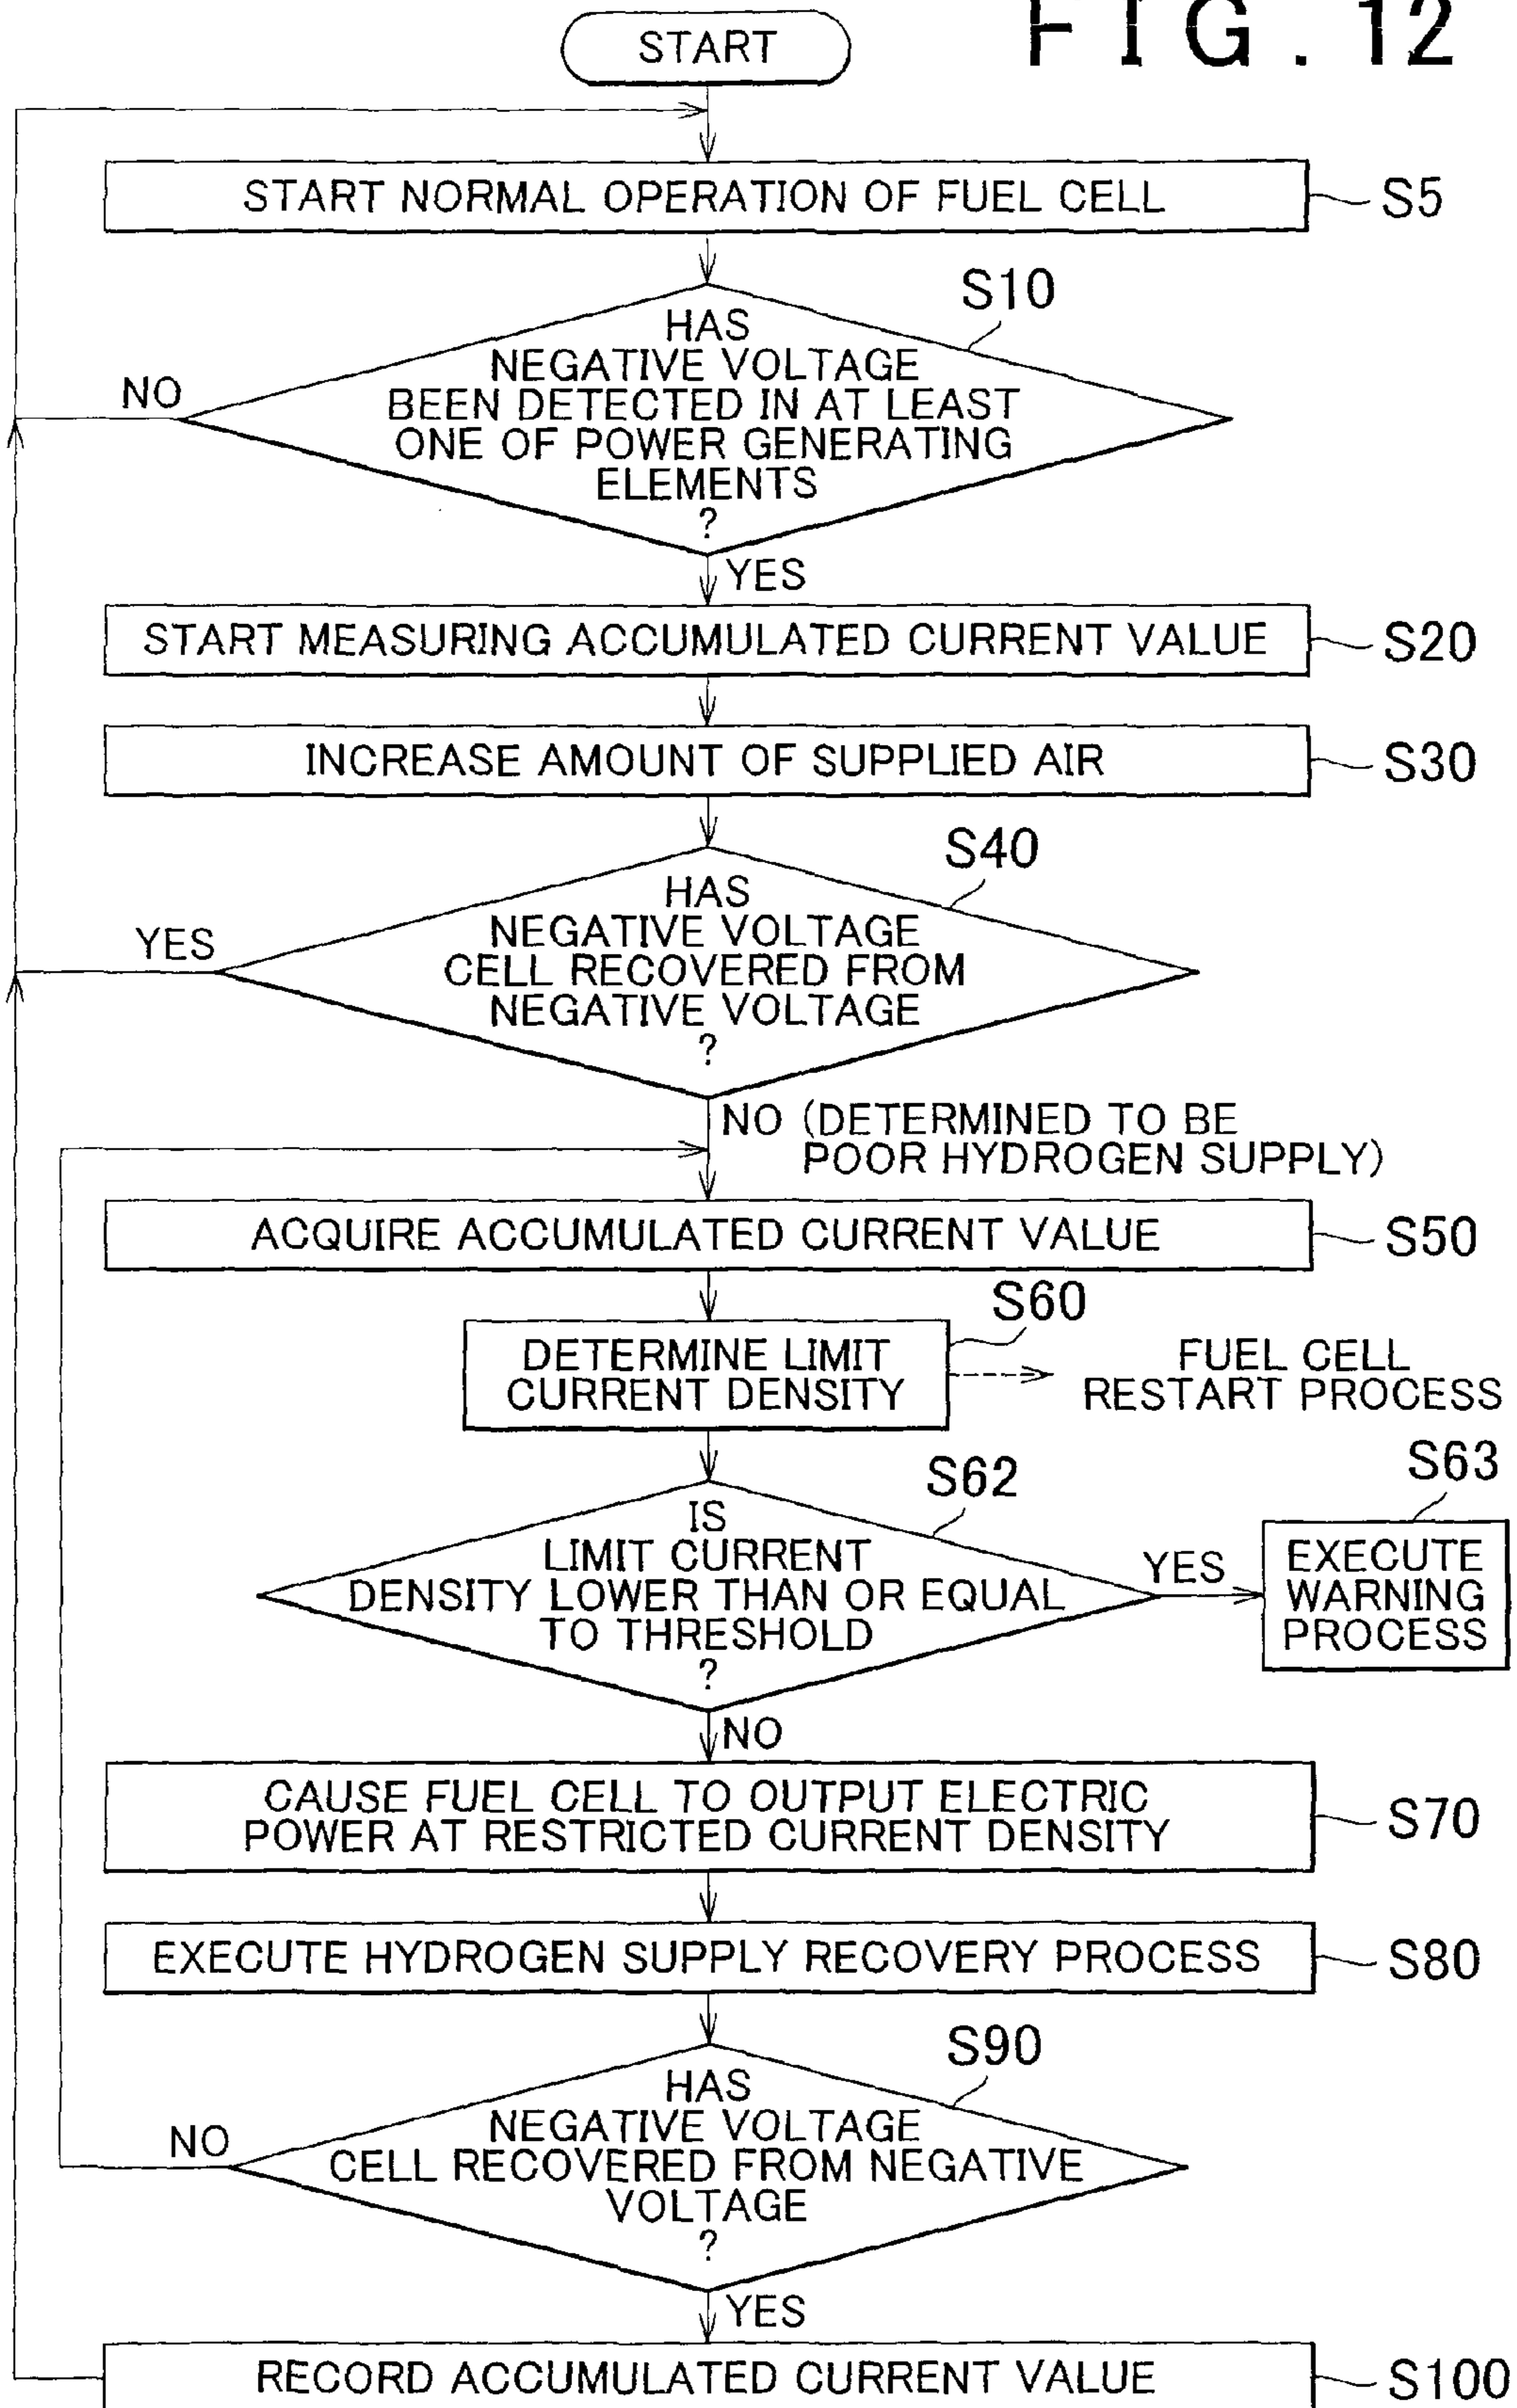 FIG. 12
START
START NORMAL OPERATION OF FUEL CELL
S5
S10
HAS
NEGATIVE VOLTAGE
BEEN DETECTED IN AT LEAST
ONE OF POWER GENERATING
ELEMENTS
?
NO
YES
START MEASURING ACCUMULATED CURRENT VALUE
S20
INCREASE AMOUNT OF SUPPLIED AIR
S30
S40
HAS
NEGATIVE VOLTAGE
CELL RECOVERED FROM
NEGATIVE VOLTAGE
?
YES
NO (DETERMINED TO BE
POOR HYDROGEN SUPPLY)
ACQUIRE ACCUMULATED CURRENT VALUE
S50
S60
DETERMINE LIMIT
CURRENT DENSITY
FUEL CELL
RESTART PROCESS
S62
IS
LIMIT CURRENT
DENSITY LOWER THAN OR EQUAL
TO THRESHOLD
?
YES
S63
EXECUTE
WARNING
PROCESS
NO
CAUSE FUEL CELL TO OUTPUT ELECTRIC
POWER AT RESTRICTED CURRENT DENSITY
S70
EXECUTE HYDROGEN SUPPLY RECOVERY PROCESS
S80
S90
HAS
NEGATIVE VOLTAGE
CELL RECOVERED FROM NEGATIVE
VOLTAGE
?
NO
YES
RECORD ACCUMULATED CURRENT VALUE
S100